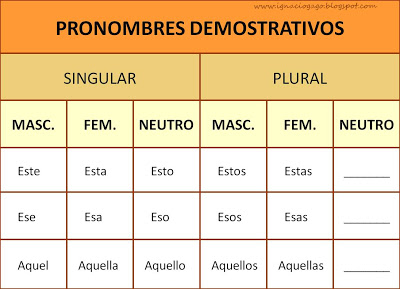 www.ignaciogago.blogspot.com
PRONOMBRES DEMOSTRATIVOS
SINGULAR PLURAL
MASC. FEM. NEUTRO MASC. FEM. NEUTRO
Este Esta Esto Estos Estas _______
Ese Esa Eso Esos Esas _______
Aquel Aquella Aquello Aquellos Aquellas _______